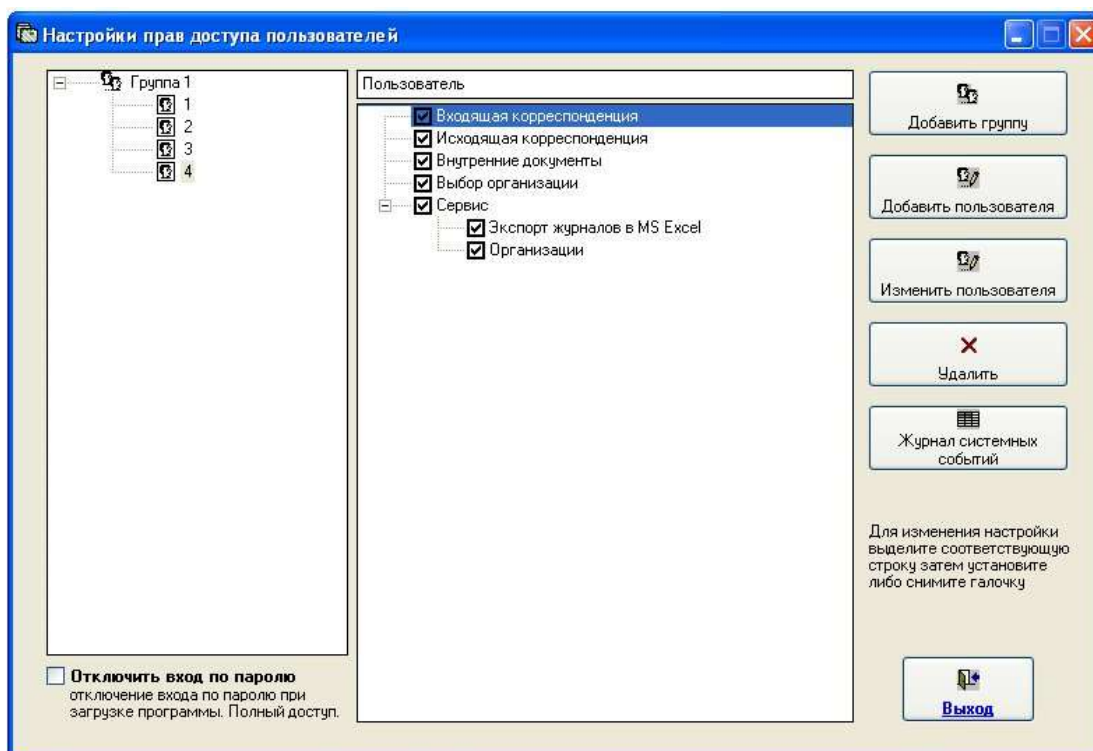 Настройки прав доступа пользователей
Группа 1
1
2
3
4
Отключить вход по паролю
отключение входа по паролю при
загрузке программы. Полный доступ.
Пользователь
Входящая корреспонденция
Исходящая корреспонденция
Внутренние документы
Выбор организации
Сервис
Экспорт журналов в MS Excel
Организации
Добавить группу
Добавить пользователя
Изменить пользователя
Удалить
Журнал системных
событий
Для изменения настройки
выделите соответствующую
строку затем установите
либо снимите галочку
Выход